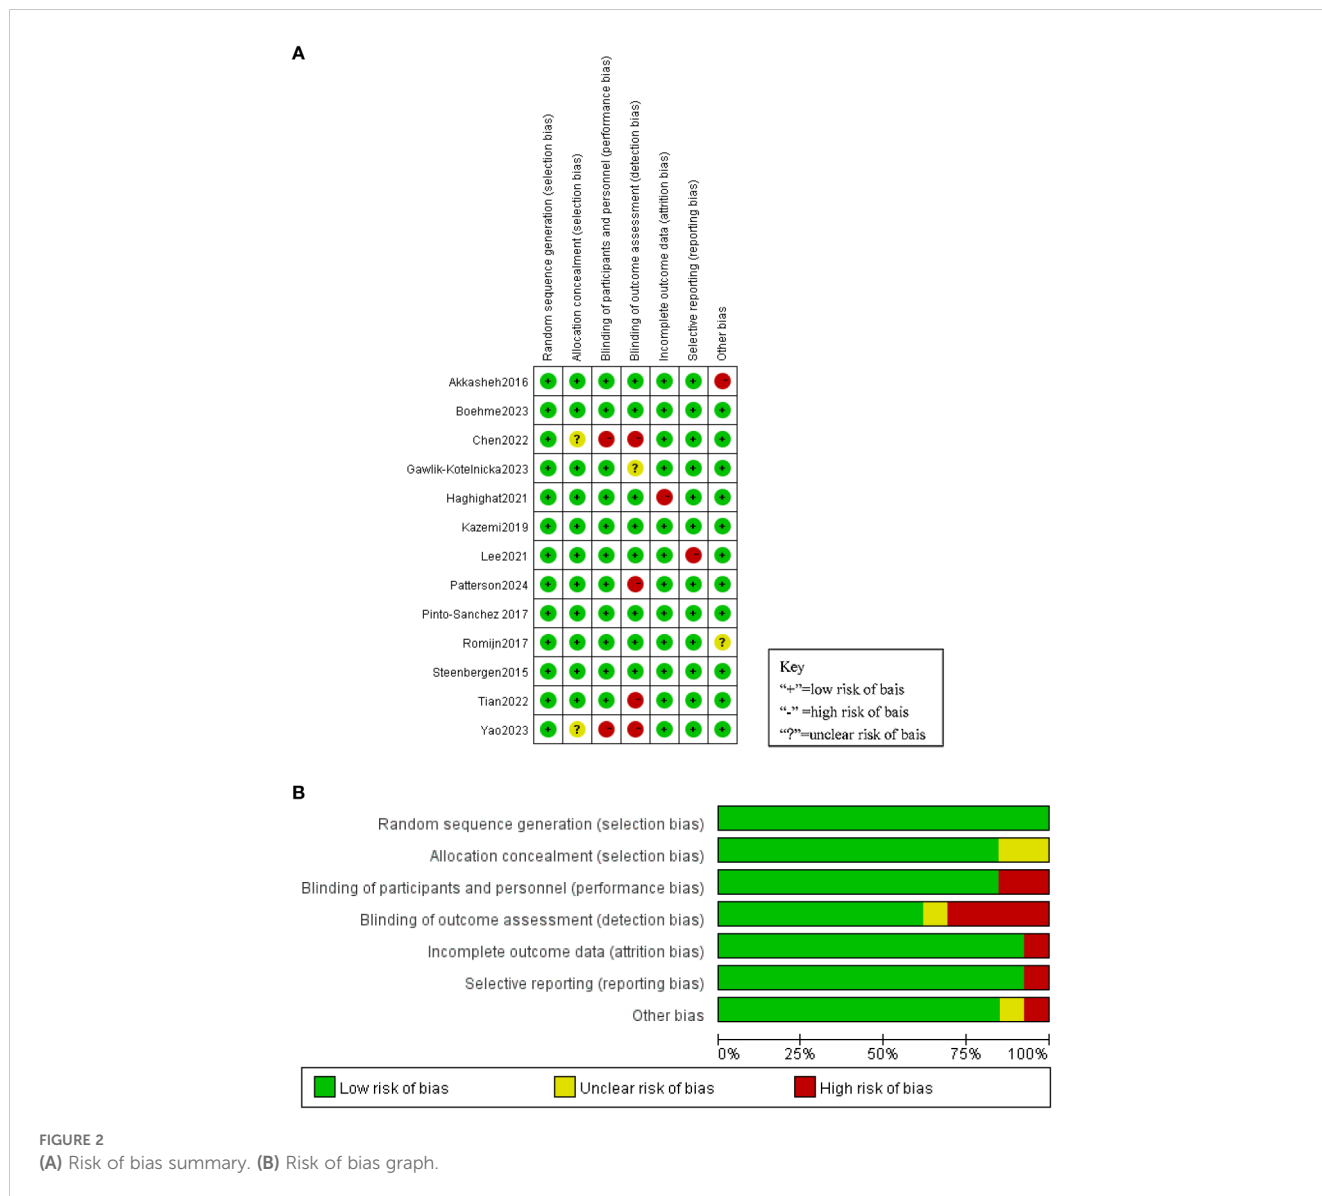 A
Random sequence generation (selection bias)
Allocation concealment (selection bias)
Blinding of participants and personnel (performance bias)
Blinding of outcome assessment (detection bias)
Incomplete outcome data (attrition bias)
Selective reporting (reporting bias)
Other bias
Akkasheh2016 + + + + + + -
Boehme2023 + + + + + + +
Chen2022 + ? - - + + +
Gawlik-Kotelnicka2023 + + + ? + + +
Haghighat2021 + + + + - + +
Kazemi2019 + + + + + + +
Lee2021 + + + + + - +
Patterson2024 + + + - + + +
Pinto-Sanchez 2017 + + + + + + +
Romijn2017 + + + + + + ?
Steenbergen2015 + + + + + + +
Tian2022 + + + - + + +
Yao2023 + ? - - + + +
Key
“+”=low risk of bais
“-” =high risk of bais
“?”=unclear risk of bais
B
Random sequence generation (selection bias)
Allocation concealment (selection bias)
Blinding of participants and personnel (performance bias)
Blinding of outcome assessment (detection bias)
Incomplete outcome data (attrition bias)
Selective reporting (reporting bias)
Other bias
0% 25% 50% 75% 100%
Low risk of bias Unclear risk of bias High risk of bias
FIGURE 2
(A) Risk of bias summary. (B) Risk of bias graph.